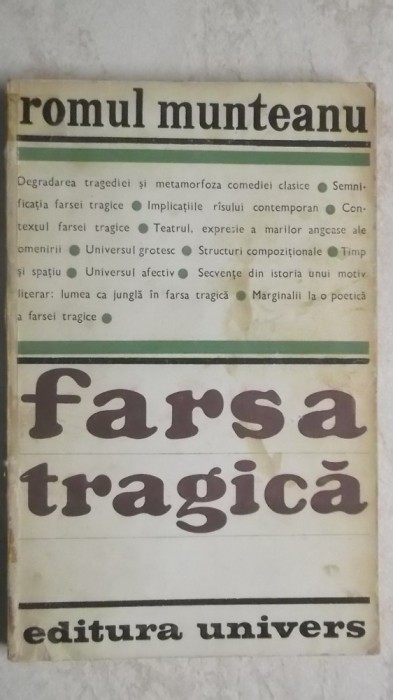 romul munteanu
Degradarea tragediei și metamorfoza comediei clasice ● Semni-
ficația farsei tragice ● Implicațiile rîsului contemporan ● Con-
textul farsei tragice ● Teatrul, expresie a marilor angoase ale
omenirii ● Universul grotesc ● Structuri compoziționale ● Timp
și spațiu ● Universul afectiv ● Secvențe din istoria unui motiv
literar: lumea ca junglă în farsa tragică ● Marginalii la o poetică
a farsei tragice ●
farsa
tragică
editura univers